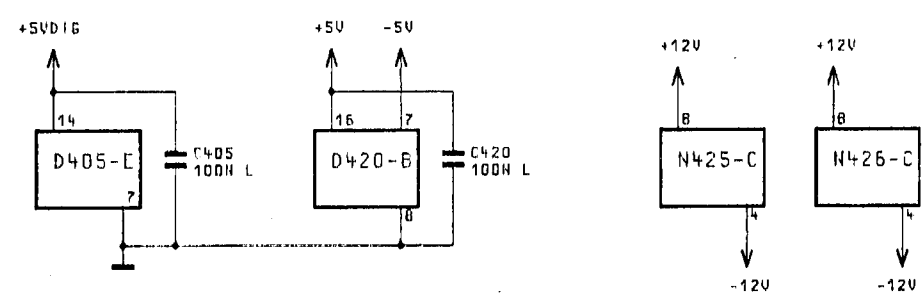 +5VDIG
+5V -5V
+12V +12V
14
16 7
8 8
D405-E
C405
100N L
D420-B
C420
100N L
N425-C
N426-C
7
8
4 4
-12V -12V